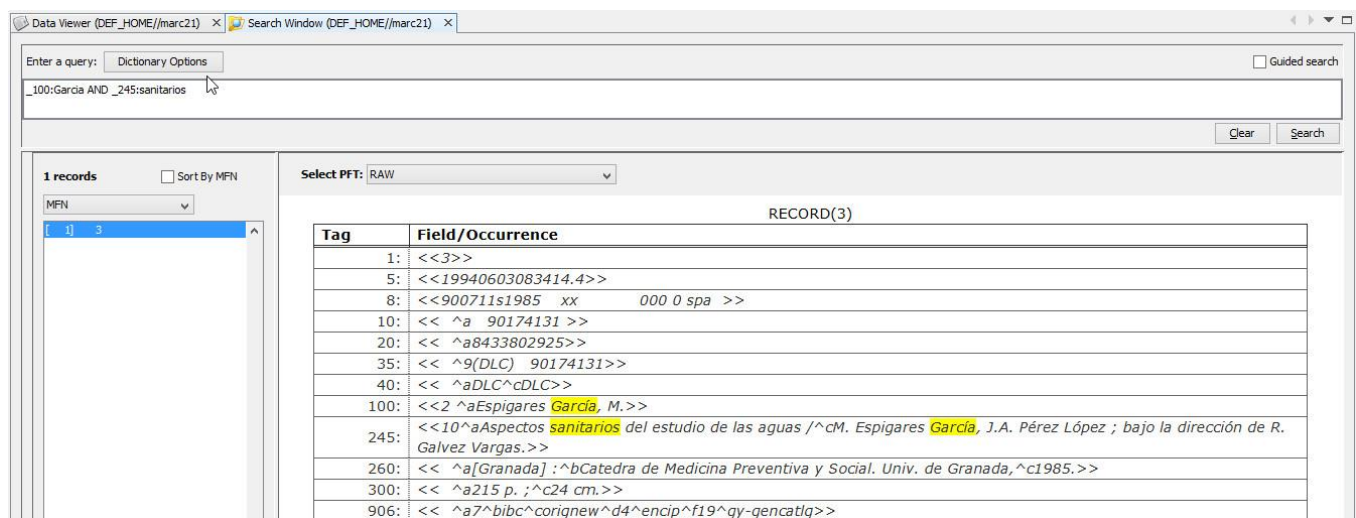 Data Viewer (DEF_HOME//marc21)
Search Window (DEF_HOME//marc21)
Enter a query:
Dictionary Options
Guided search
_100:Garcia AND _245:sanitarios
Clear
Search
1 records
Sort By MFN
Select PFT:
RAW
MFN
[ 1] 3
RECORD(3)
Tag Field/Occurrence
1: <<3>>
5: <<19940603083414.4>>
8: <<900711s1985 xx 000 0 spa >>
10: << ^a 90174131 >>
20: << ^a8433802925>>
35: << ^9(DLC) 90174131>>
40: << ^aDLC^cDLC>>
100: <<2 ^aEspigares García, M.>>
245: <<10^aAspectos sanitarios del estudio de las aguas /^cM. Espigares García, J.A. Pérez López ; bajo la dirección de R.
Galvez Vargas.>>
260: << ^a[Granada] :^bCatedra de Medicina Preventiva y Social. Univ. de Granada,^c1985.>>
300: << ^a215 p. ;^c24 cm.>>
906: << ^a7^bibc^corignew^d4^encip^f19^gy-gencatlg>>